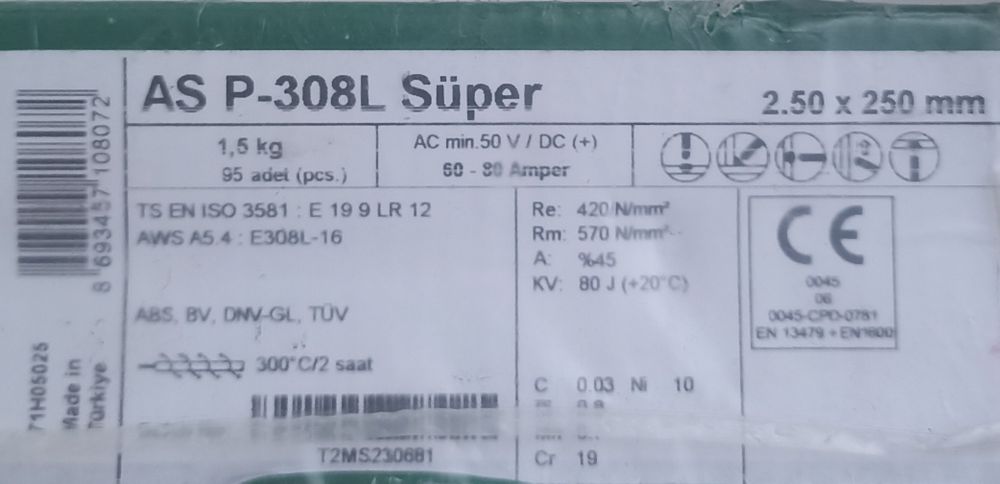 AS P-308L Süper
2.50 x 250 mm
1,5 kg
95 adet (pcs.)
AC min.50 V / DC (+)
60 - 80 Amper
TS EN ISO 3581 : E 19 9 LR 12
AWS A5.4 : E308L-16
ABS, BV, DNV-GL, TÜV
300°C/2 saat
T2MS230681
Re: 420 N/mm²
Rm: 570 N/mm²
A: %45
KV: 80 J (+20°C)
C 0.03 Ni 10
Cr 19
CE
0045
06
0045-CPD-0781
EN 13479 + EN1600
8 693457 108072
71H05025
Made in
Türkiye